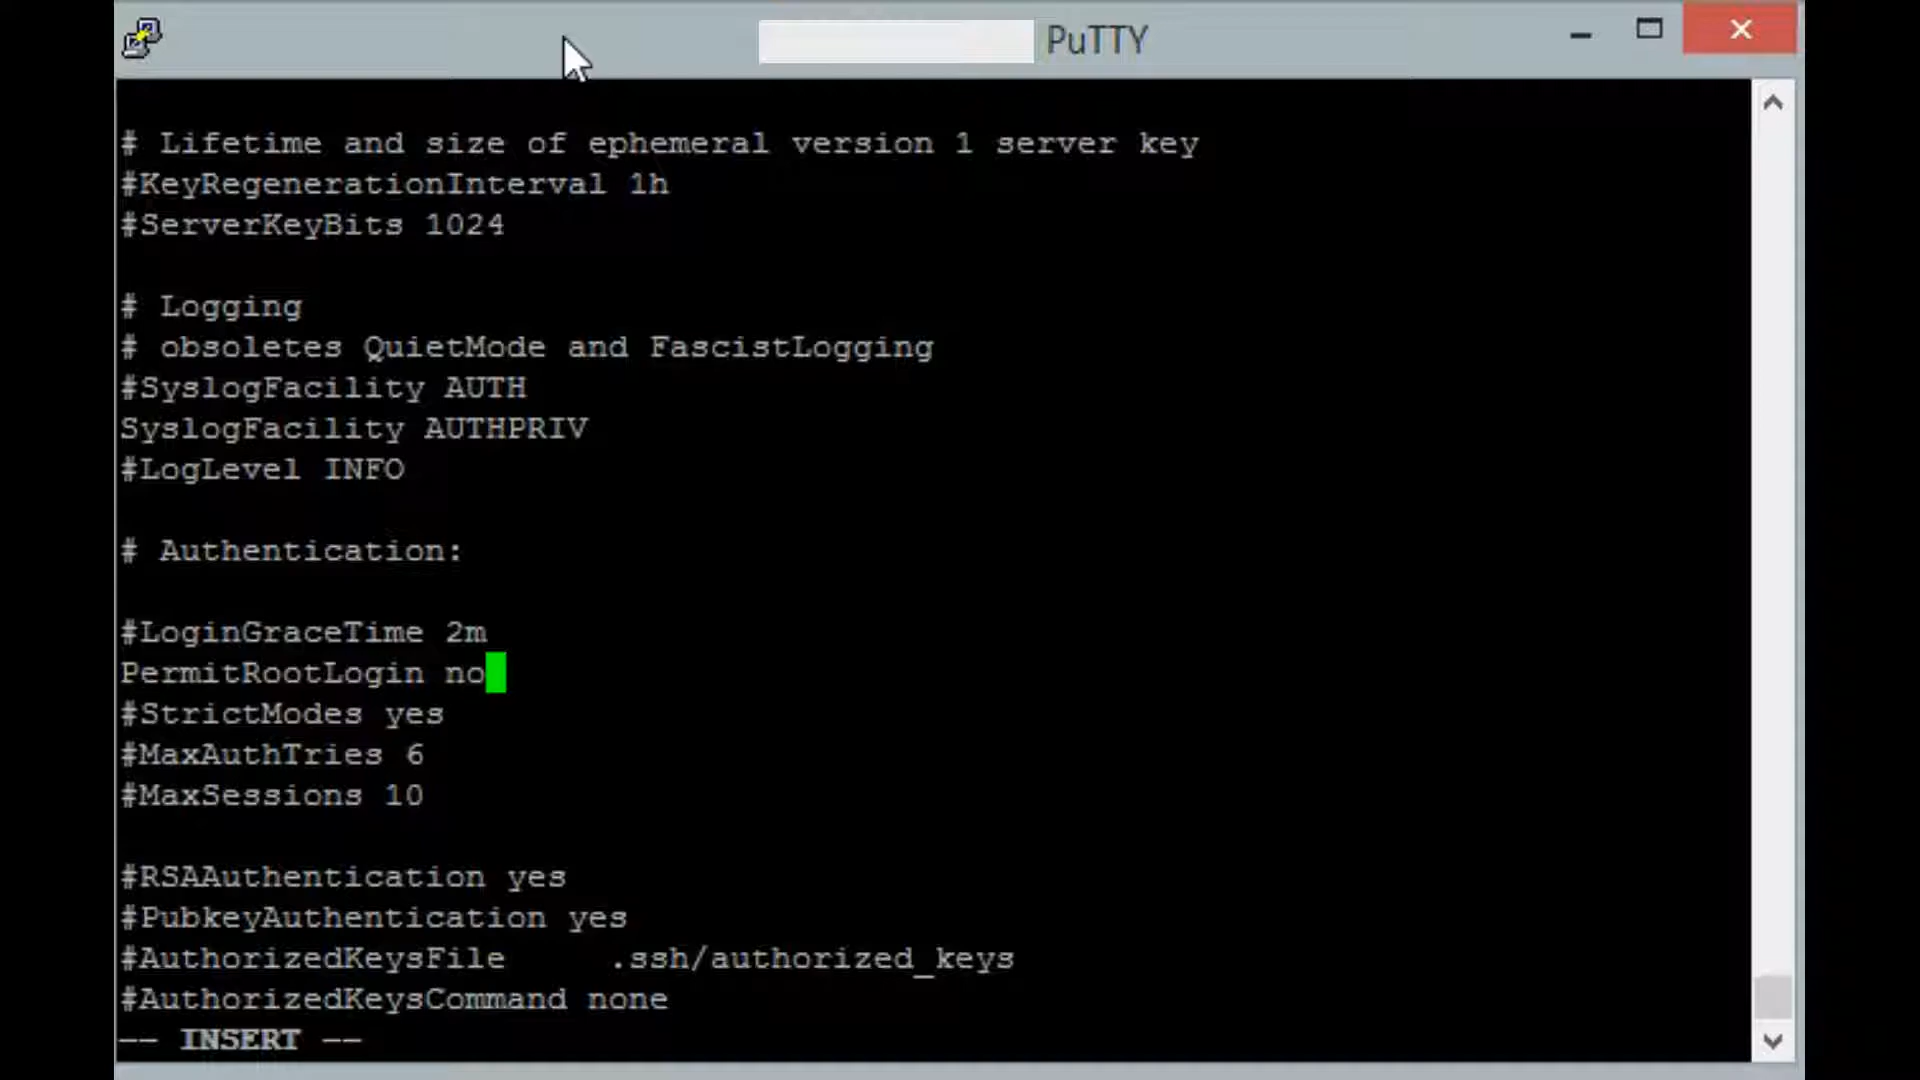 PuTTY
# Lifetime and size of ephemeral version 1 server key
#KeyRegenerationInterval 1h
#ServerKeyBits 1024
# Logging
# obsoletes QuietMode and FascistLogging
#SyslogFacility AUTH
SyslogFacility AUTHPRIV
#LogLevel INFO
# Authentication:
#LoginGraceTime 2m
PermitRootLogin no
#StrictModes yes
#MaxAuthTries 6
#MaxSessions 10
#RSAAuthentication yes
#PubkeyAuthentication yes
#AuthorizedKeysFile     .ssh/authorized_keys
#AuthorizedKeysCommand none
-- INSERT --